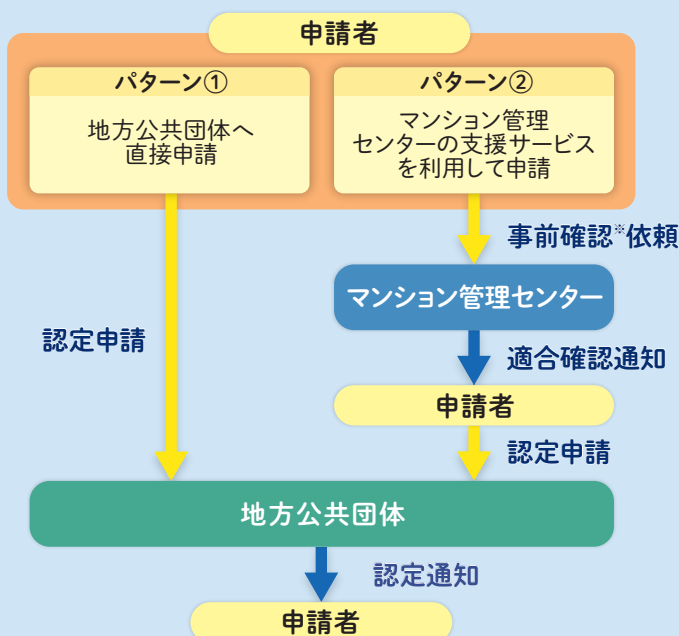 申請者
パターン①
地方公共団体へ
直接申請
パターン②
マンション管理
センターの支援サービス
を利用して申請
事前確認※依頼
マンション管理センター
認定申請
適合確認通知
申請者
認定申請
地方公共団体
認定通知
申請者